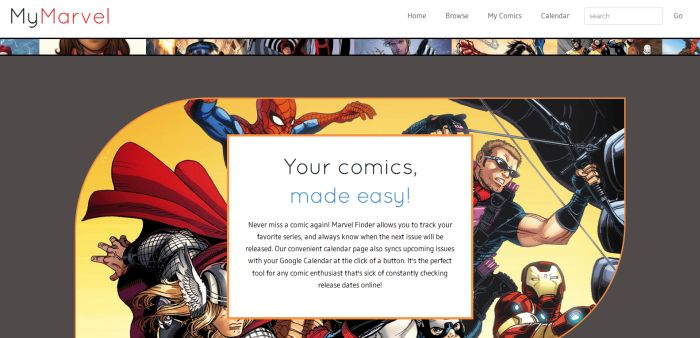 MyMarvel
Home Browse My Comics Calendar search Go
Your comics,
made easy!
Never miss a comic again! Marvel Finder allows you to track your
favorite series, and always know when the next issue will be
released. Our convenient calendar page also syncs upcoming issues
with your Google Calendar at the click of a button. It's the perfect
tool for any comic enthusiast that's sick of constantly checking
release dates online!